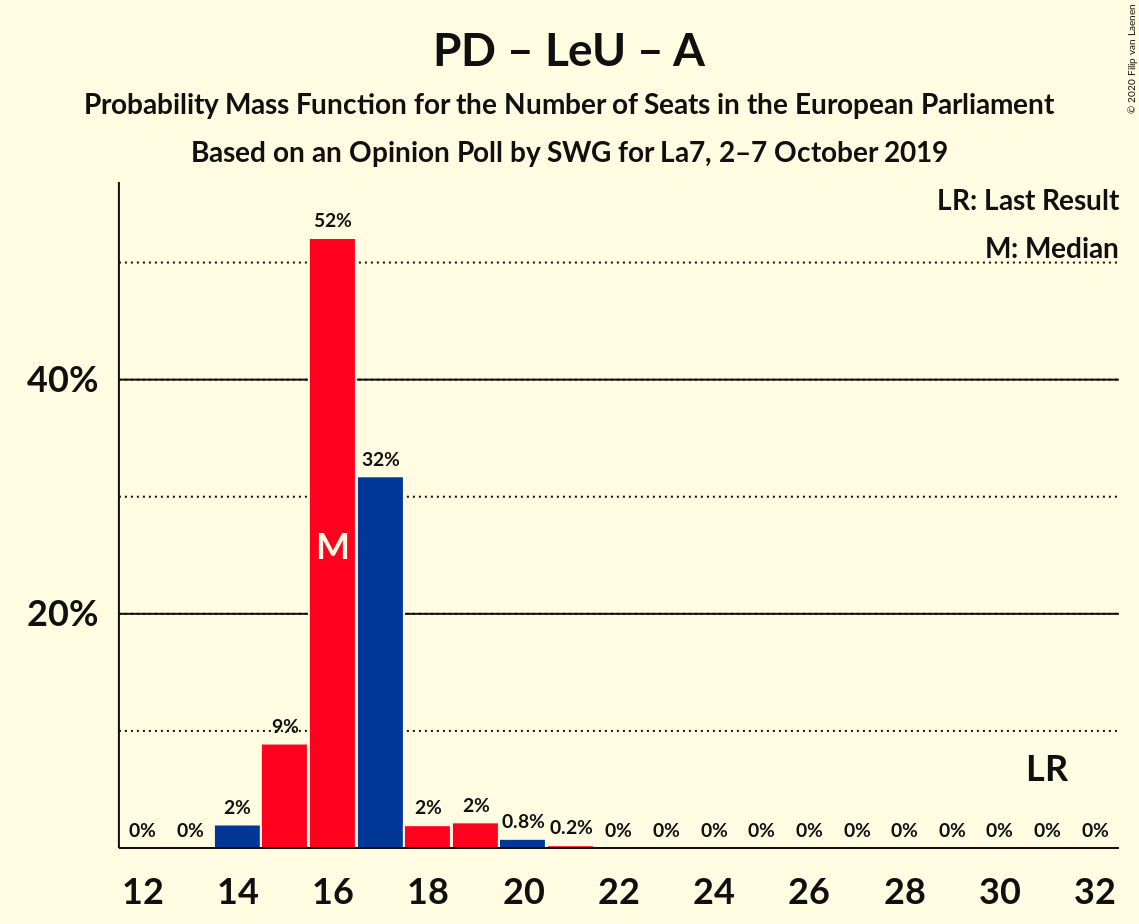 PD – LeU – A
Probability Mass Function for the Number of Seats in the European Parliament
Based on an Opinion Poll by SWG for La7, 2–7 October 2019
© 2020 Filip van Laenen
LR: Last Result
M: Median
52%
40%
32%
M
20%
9%
LR
0% 0% 2% 2% 2% 0.8% 0.2% 0% 0% 0% 0% 0% 0% 0% 0% 0% 0% 0%
12 14 16 18 20 22 24 26 28 30 32